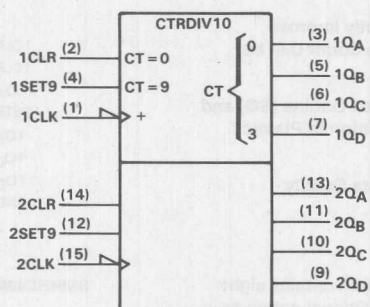 CTRDIV10
1CLR (2) CT=0
1SET9 (4) CT=9
1CLK (1) +
CT
0
3
(3) 1QA
(5) 1QB
(6) 1QC
(7) 1QD
2CLR (14)
2SET9 (12)
2CLK (15)
(13) 2QA
(11) 2QB
(10) 2QC
(9) 2QD